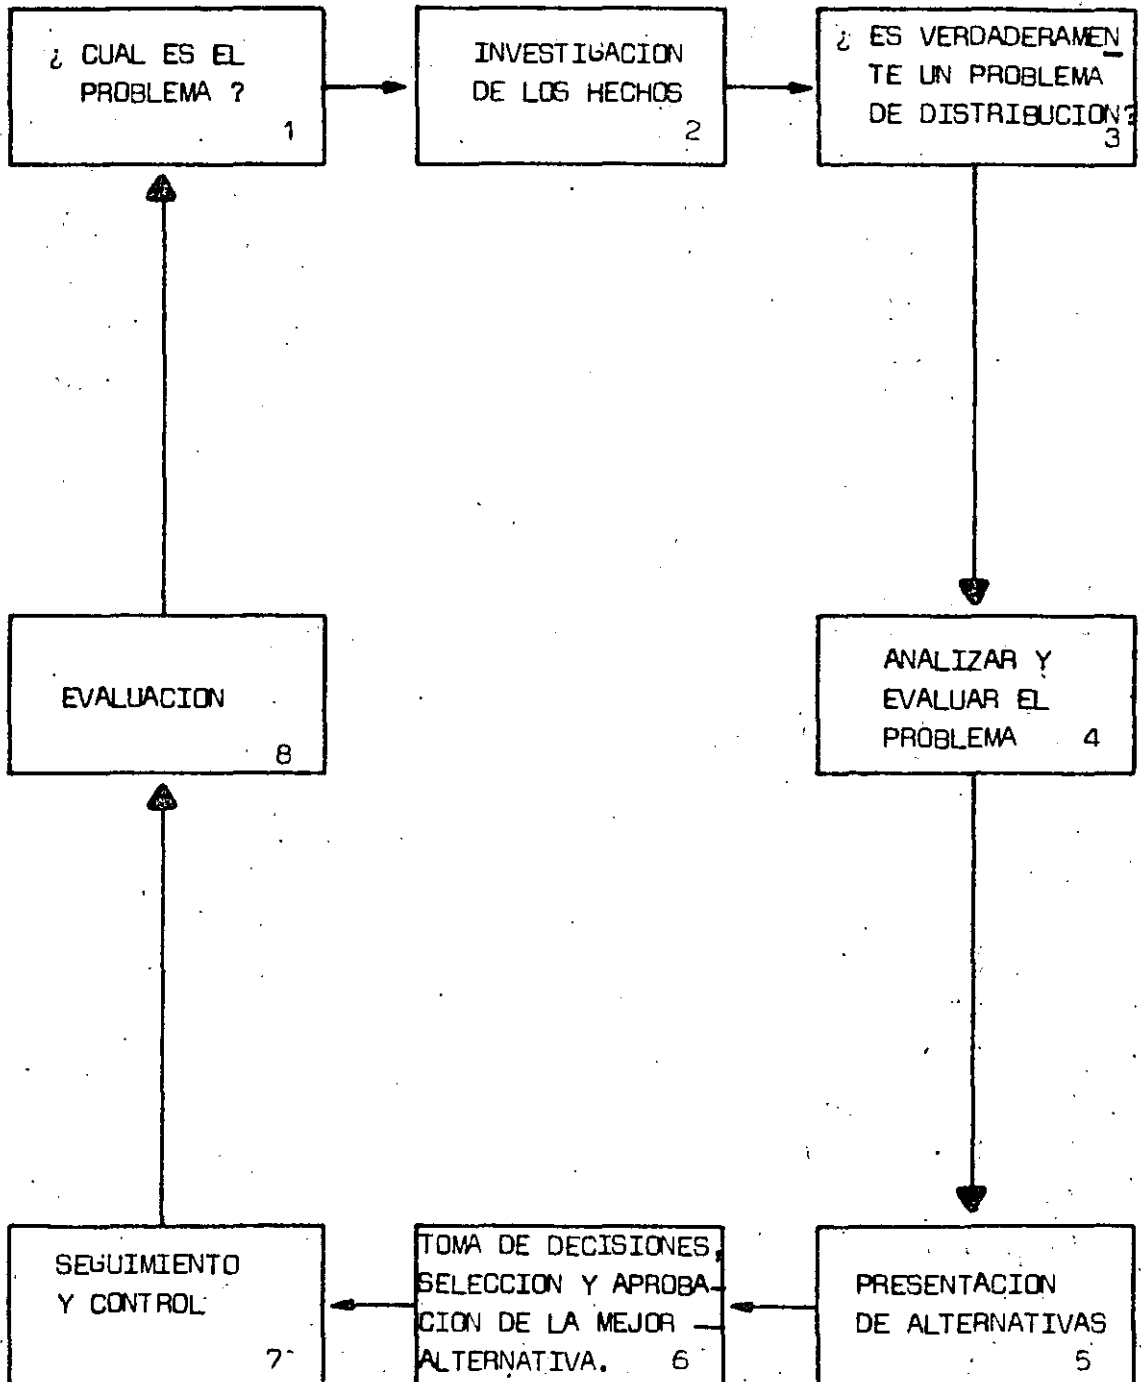 ¿ CUAL ES EL
PROBLEMA ?
1
INVESTIGACION
DE LOS HECHOS
2
¿ ES VERDADERAMEN
TE UN PROBLEMA
DE DISTRIBUCION?
3
ANALIZAR Y
EVALUAR EL
PROBLEMA 4
PRESENTACION
DE ALTERNATIVAS
5
TOMA DE DECISIONES,
SELECCION Y APROBA-
CION DE LA MEJOR -
ALTERNATIVA. 6
SEGUIMIENTO
Y CONTROL
7
EVALUACION
8